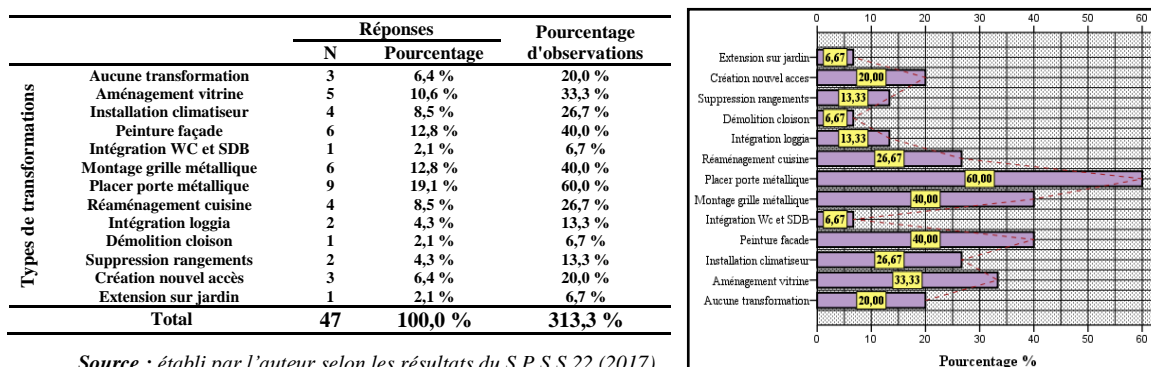 Réponses Pourcentage d'observations
N Pourcentage
Types de transformations
Aucune transformation 3 6,4 % 20,0 %
Aménagement vitrine 5 10,6 % 33,3 %
Installation climatiseur 4 8,5 % 26,7 %
Peinture façade 6 12,8 % 40,0 %
Intégration WC et SDB 1 2,1 % 6,7 %
Montage grille métallique 6 12,8 % 40,0 %
Placer porte métallique 9 19,1 % 60,0 %
Réaménagement cuisine 4 8,5 % 26,7 %
Intégration loggia 2 4,3 % 13,3 %
Démolition cloison 1 2,1 % 6,7 %
Suppression rangements 2 4,3 % 13,3 %
Création nouvel accès 3 6,4 % 20,0 %
Extension sur jardin 1 2,1 % 6,7 %
Total 47 100,0 % 313,3 %
Source : établi par l'auteur selon les résultats du S.P.S.S 22 (2017)
0 10 20 30 40 50 60
Extension sur jardin 6,67
Création nouvel acces 20,00
Suppression rangements 13,33
Démolition cloison 6,67
Intégration loggia 13,33
Réaménagement cuisine 26,67
Placer porte métallique 60,00
Montage grille métallique 40,00
Intégration Wc et SDB 6,67
Peinture facade 40,00
Installation climatiseur 26,67
Aménagement vitrine 33,33
Aucune transformation 20,00
0 10 20 30 40 50 60
Pourcentage %